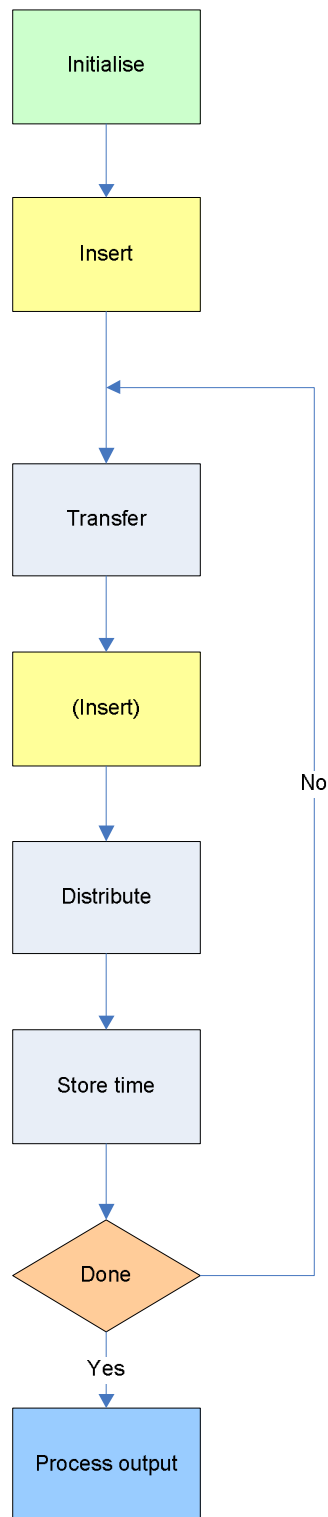 Initialise
Insert
Transfer
(Insert)
No
Distribute
Store time
Done
Yes
Process output